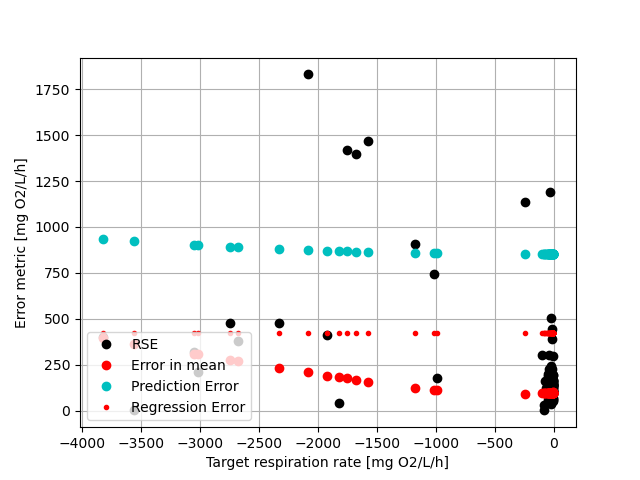 1750
1500
1250
1000
750
500
250
0
Error metric [mg O2/L/h]
RSE
Error in mean
Prediction Error
Regression Error
−4000 −3500 −3000 −2500 −2000 −1500 −1000 −500 0
Target respiration rate [mg O2/L/h]